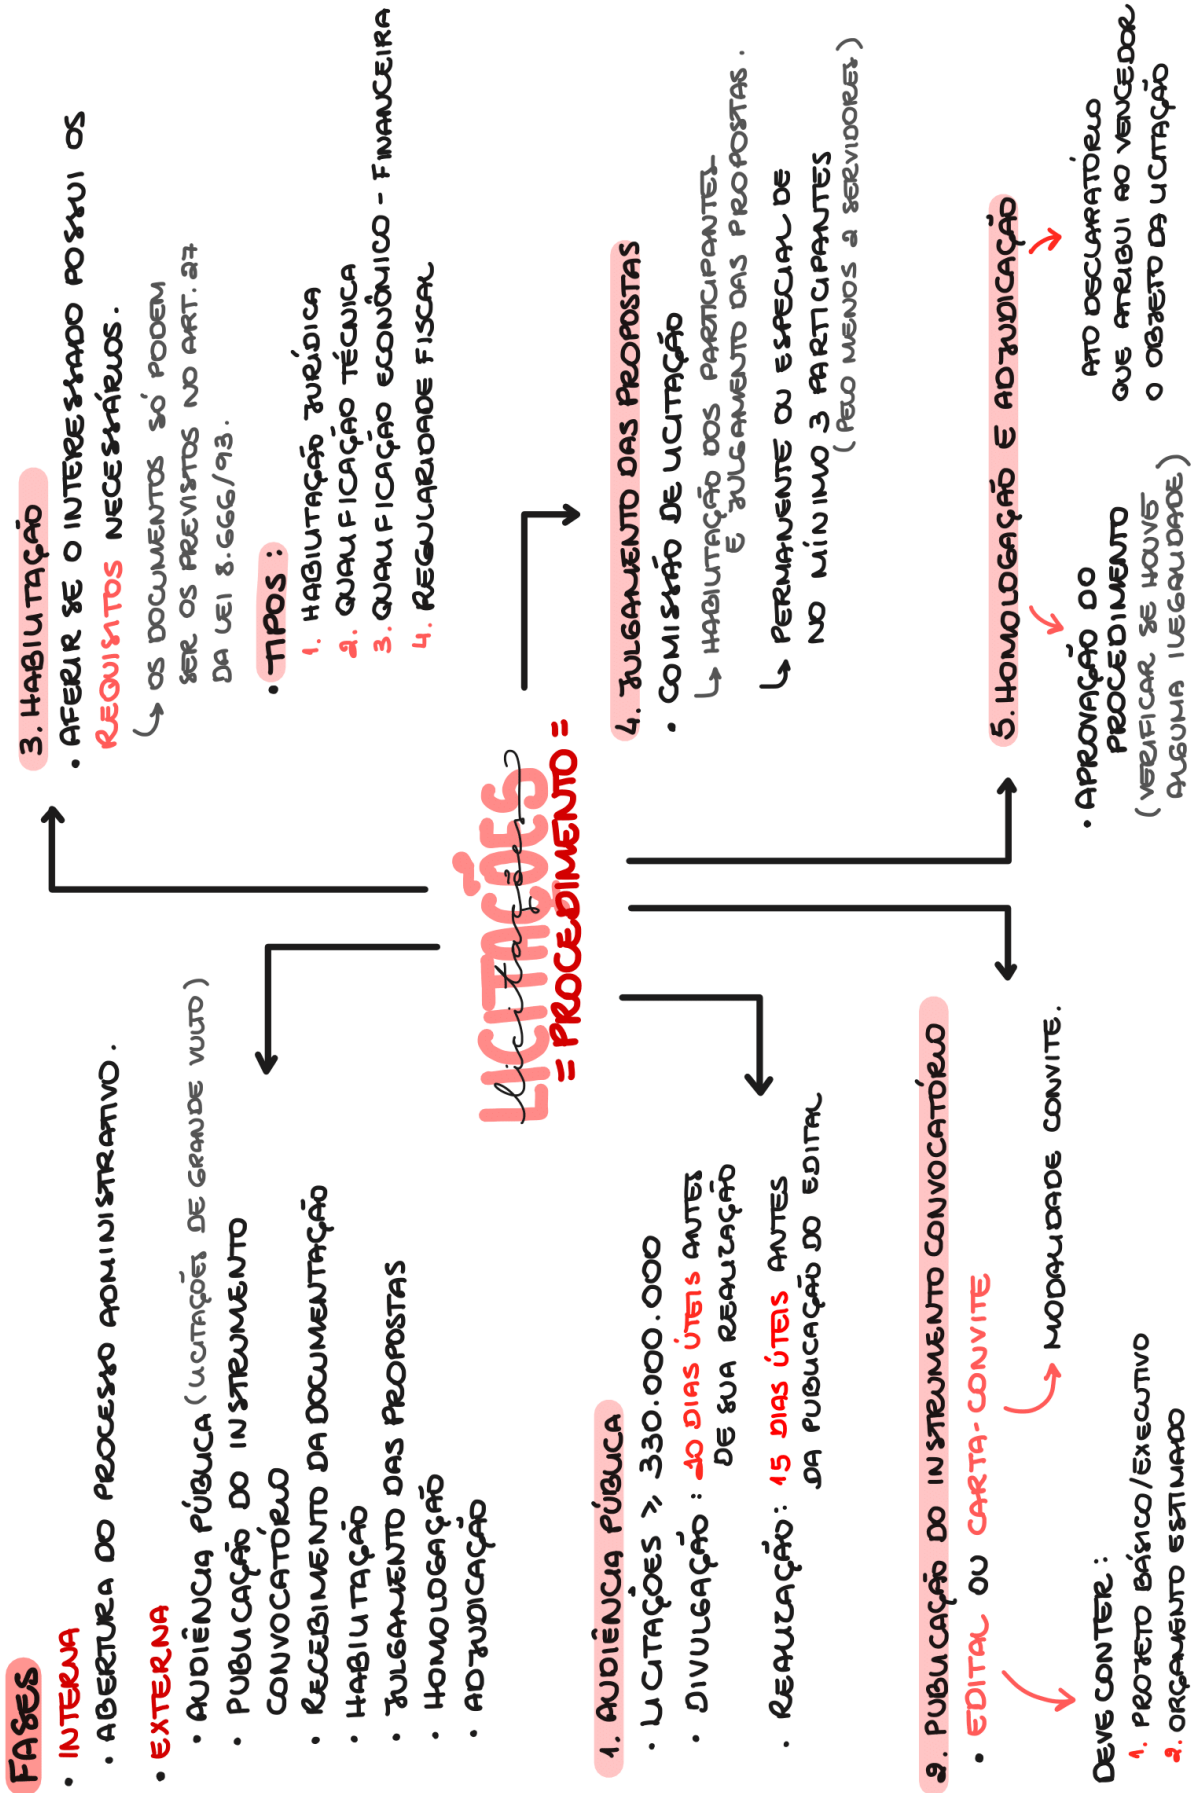 FASES
• INTERNA
• ABERTURA DO PROCESSO ADMINISTRATIVO.
• EXTERNA
• AUDIÊNCIA PÚBLICA (LICITAÇÕES DE GRANDE VULTO)
• PUBLICAÇÃO DO INSTRUMENTO
CONVOCATÓRIO
• RECEBIMENTO DA DOCUMENTAÇÃO
• HABILITAÇÃO
• JULGAMENTO DAS PROPOSTAS
• HOMOLOGAÇÃO
• ADJUDICAÇÃO
LICITAÇÕES
Licitações
= PROCEDIMENTO =
1. AUDIÊNCIA PÚBLICA
• LICITAÇÕES ≥ 330.000.000
• DIVULGAÇÃO: 10 DIAS ÚTEIS ANTES
DE SUA REALIZAÇÃO
• REALIZAÇÃO: 15 DIAS ÚTEIS ANTES
DA PUBLICAÇÃO DO EDITAL
2. PUBLICAÇÃO DO INSTRUMENTO CONVOCATÓRIO
• EDITAL OU CARTA-CONVITE
MODALIDADE CONVITE.
DEVE CONTER:
1. PROJETO BÁSICO/EXECUTIVO
2. ORÇAMENTO ESTIMADO
3. HABILITAÇÃO
• AFERIR SE O INTERESSADO POSSUI OS
REQUISITOS NECESSÁRIOS.
↳ OS DOCUMENTOS SÓ PODEM
SER OS PREVISTOS NO ART. 27
DA LEI 8.666/93.
• TIPOS:
1. HABILITAÇÃO JURÍDICA
2. QUALIFICAÇÃO TÉCNICA
3. QUALIFICAÇÃO ECONÔMICO - FINANCEIRA
4. REGULARIDADE FISCAL
4. JULGAMENTO DAS PROPOSTAS
• COMISSÃO DE LICITAÇÃO
↳ HABILITAÇÃO DOS PARTICIPANTES
E JULGAMENTO DAS PROPOSTAS.
↳ PERMANENTE OU ESPECIAL DE
NO MÍNIMO 3 PARTICIPANTES
(PELO MENOS 2 SERVIDORES)
5. HOMOLOGAÇÃO E ADJUDICAÇÃO
• APROVAÇÃO DO
PROCEDIMENTO
(VERIFICAR SE HOUVE
ALGUMA ILEGALIDADE)
ATO DECLARATÓRIO
QUE ATRIBUI AO VENCEDOR
O OBJETO DA LICITAÇÃO